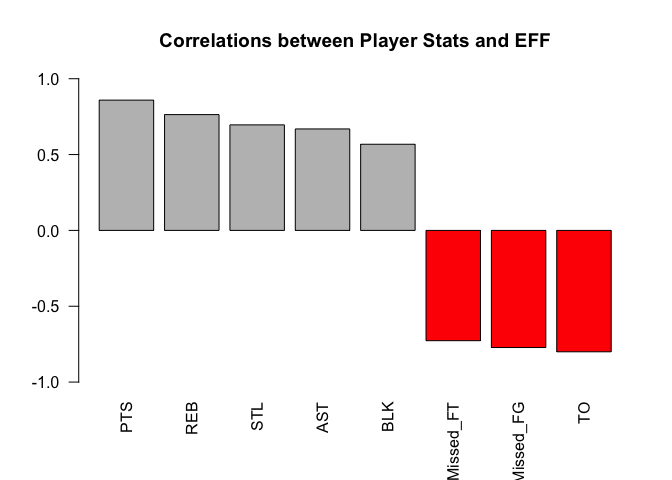 Correlations between Player Stats and EFF
1.0
0.5
0.0
-0.5
-1.0
PTS
REB
STL
AST
BLK
Missed_FT
Missed_FG
TO